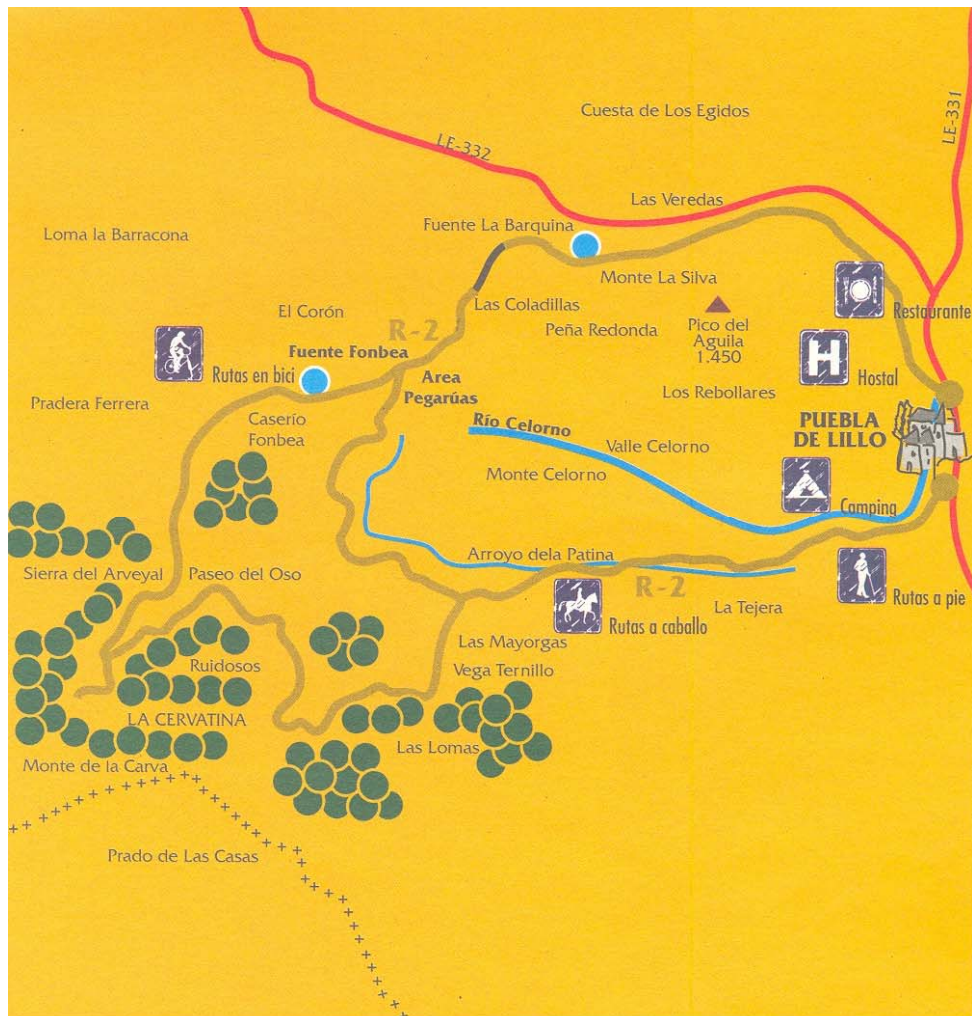 LE-331
Cuesta de Los Egidos
LE-332
Las Veredas
Fuente La Barquina
Loma la Barracona
Monte La Silva
Las Coladillas
El Corón
Restaurante
R-2
Peña Redonda
Pico del
Aguila
1.450
Fuente Fonbea
Rutas en bici
Area
Pegarúas
H
Hostal
Los Rebollares
Pradera Ferrera
Caserío
Fonbea
Río Celorno
PUEBLA
DE LILLO
Valle Celorno
Monte Celorno
Camping
Arroyo dela Patina
Sierra del Arveyal
Paseo del Oso
R-2
Rutas a pie
La Tejera
Rutas a caballo
Las Mayorgas
Ruidosos
Vega Ternillo
LA CERVATINA
Las Lomas
Monte de la Carva
Prado de Las Casas